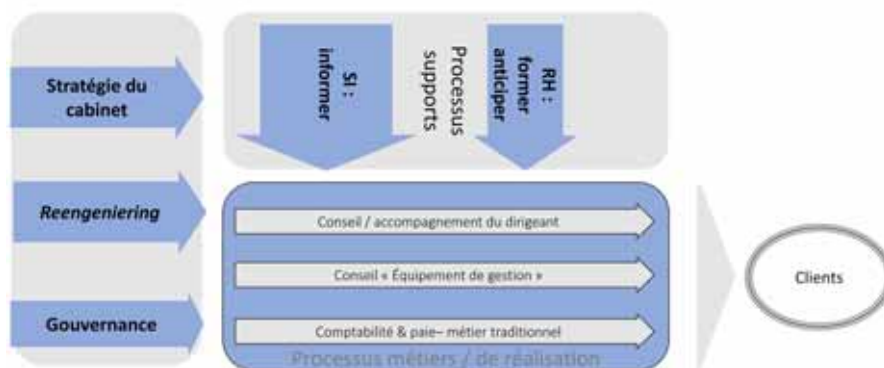 Stratégie du
cabinet
Reengeniering
Gouvernance
SI :
informer
Processus
supports
RH :
former
anticiper
Conseil / accompagnement du dirigeant
Conseil « Équipement de gestion »
Comptabilité & paie– métier traditionnel
Processus métiers / de réalisation
Clients